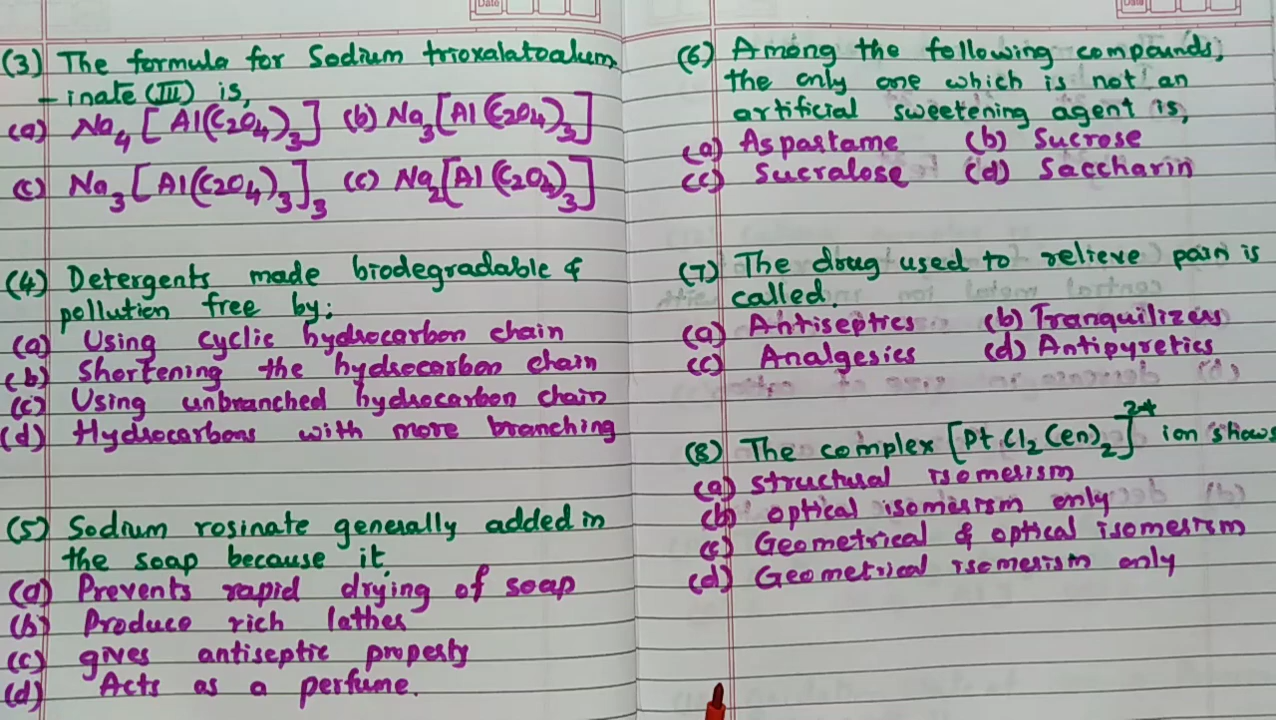 Date
(3) The formula for Sodium trioxalatoalum
- inate (III) is,
(a) Na4 [Al(C2O4)3] (b) Na3[Al(C2O4)3]
(c) Na3[Al(C2O4)3]3 (c) Na2[Al(C2O4)3]
(4) Detergents made biodegradable &
pollution free by:
(a) Using cyclic hydrocarbon chain
(b) Shortening the hydrocarbon chain
(c) Using unbranched hydrocarbon chain
(d) Hydrocarbons with more branching
(5) Sodium rosinate generally added in
the soap because it,
(a) Prevents rapid drying of soap
(b) Produce rich lather
(c) gives antiseptic property
(d) Acts as a perfume.
Date
(6) Among the following compounds,
the only one which is not an
artificial sweetening agent is,
(a) Aspartame (b) Sucrose
(c) Sucralose (d) Saccharin
(7) The drug used to relieve pain is
called.
(a) Antiseptics (b) Tranquilizers
(c) Analgesics (d) Antipyretics
(8) The complex [Pt Cl2 (en)2]2+ ion shows
(a) structural isomerism
(b) optical isomerism only
(c) Geometrical & optical isomerism
(d) Geometrical isomerism only